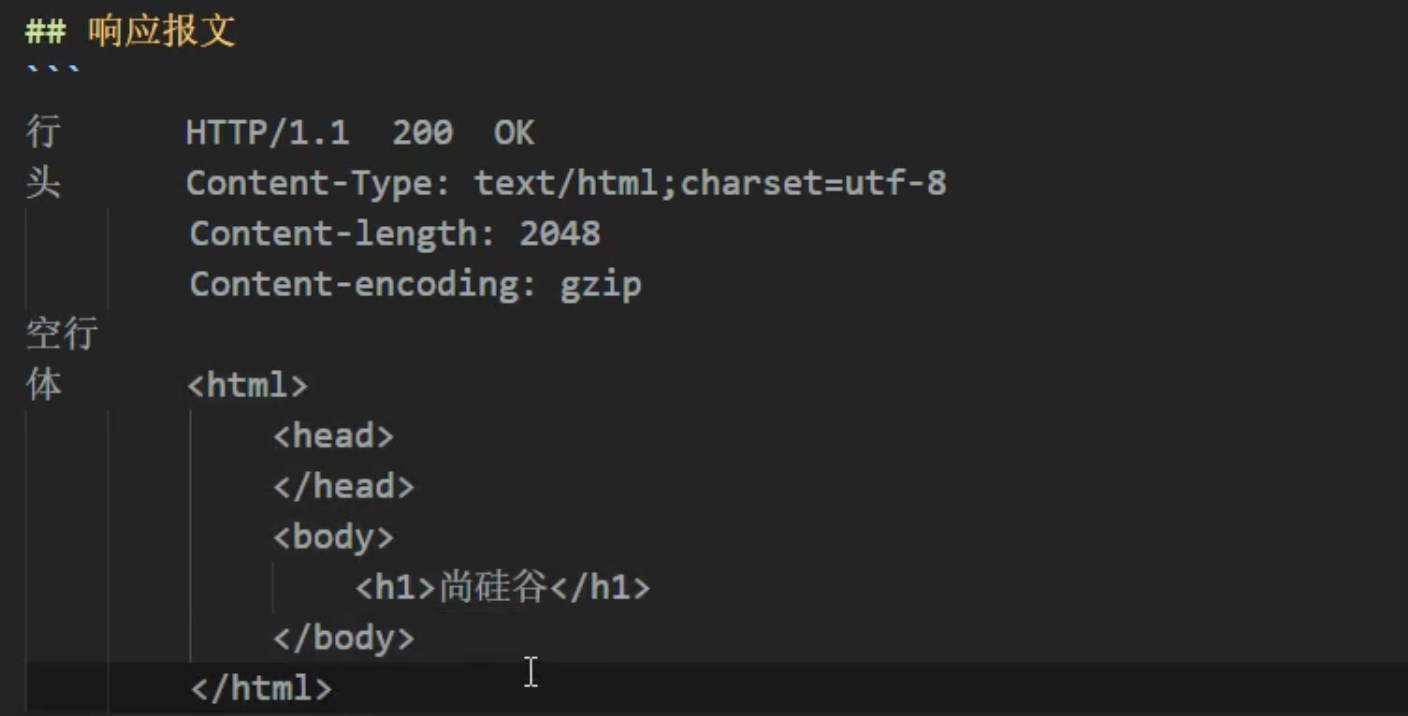 ## 响应报文
```
行      HTTP/1.1  200  OK
头      Content-Type: text/html;charset=utf-8
        Content-length: 2048
        Content-encoding: gzip
空行
体      <html>
            <head>
            </head>
            <body>
                <h1>尚硅谷</h1>
            </body>
        </html>